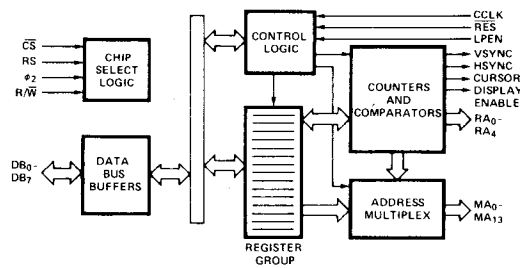 CS
RS
φ2
R/W
CHIP
SELECT
LOGIC
DB0-
DB7
DATA
BUS
BUFFERS
CONTROL
LOGIC
REGISTER
GROUP
COUNTERS
AND
COMPARATORS
ADDRESS
MULTIPLEX
CCLK
RES
LPEN
VSYNC
HSYNC
CURSOR
DISPLAY
ENABLE
RA0-
RA4
MA0-
MA13